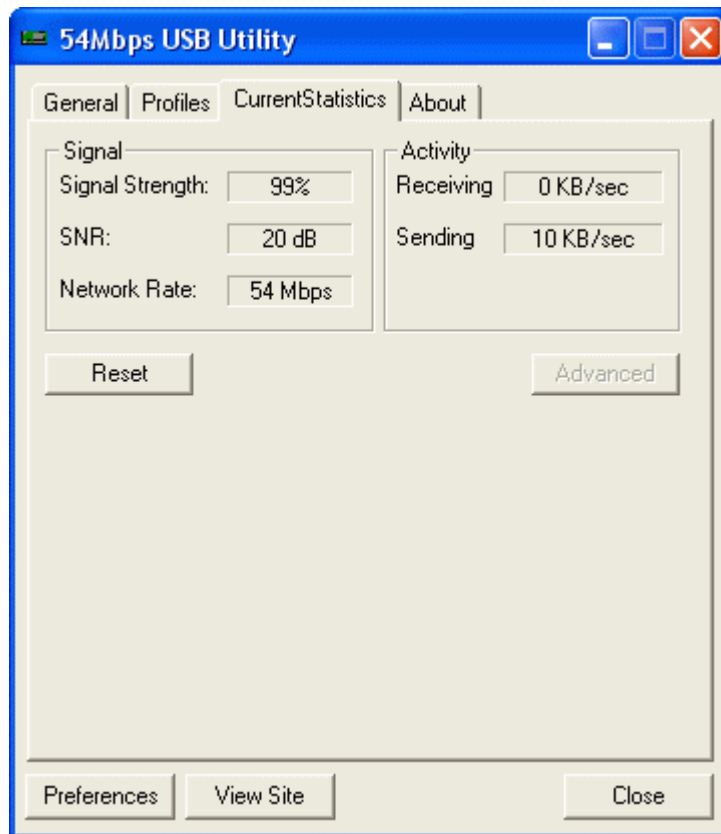 54Mbps USB Utility
General Profiles CurrentStatistics About
Signal
Signal Strength: 99%
SNR: 20 dB
Network Rate: 54 Mbps
Activity
Receiving 0 KB/sec
Sending 10 KB/sec
Reset Advanced
Preferences View Site Close